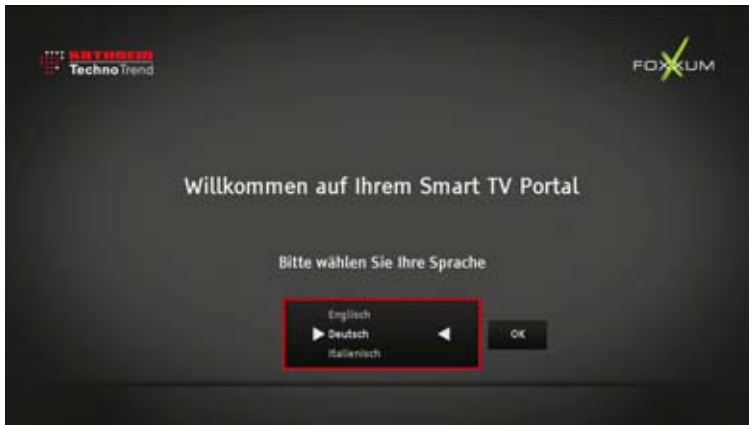 KATHREIN
TechnoTrend
FOXXUM
Willkommen auf Ihrem Smart TV Portal
Bitte wählen Sie Ihre Sprache
Englisch
Deutsch
Italienisch
OK